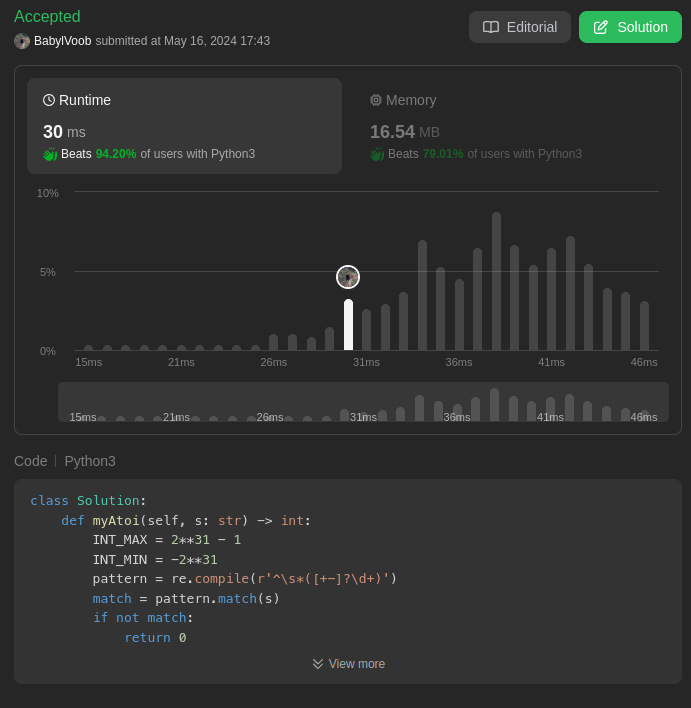 Accepted
BabylVoob submitted at May 16, 2024 17:43
Editorial
Solution
Runtime
30 ms
Beats 94.20% of users with Python3
Memory
16.54 MB
Beats 79.01% of users with Python3
10%
5%
0%
15ms 21ms 26ms 31ms 36ms 41ms 46ms
15ms 21ms 26ms 31ms 36ms 41ms 46ms
Code | Python3
class Solution:
    def myAtoi(self, s: str) -> int:
        INT_MAX = 2**31 - 1
        INT_MIN = -2**31
        pattern = re.compile(r'^\s*([+-]?\d+)')
        match = pattern.match(s)
        if not match:
            return 0
View more